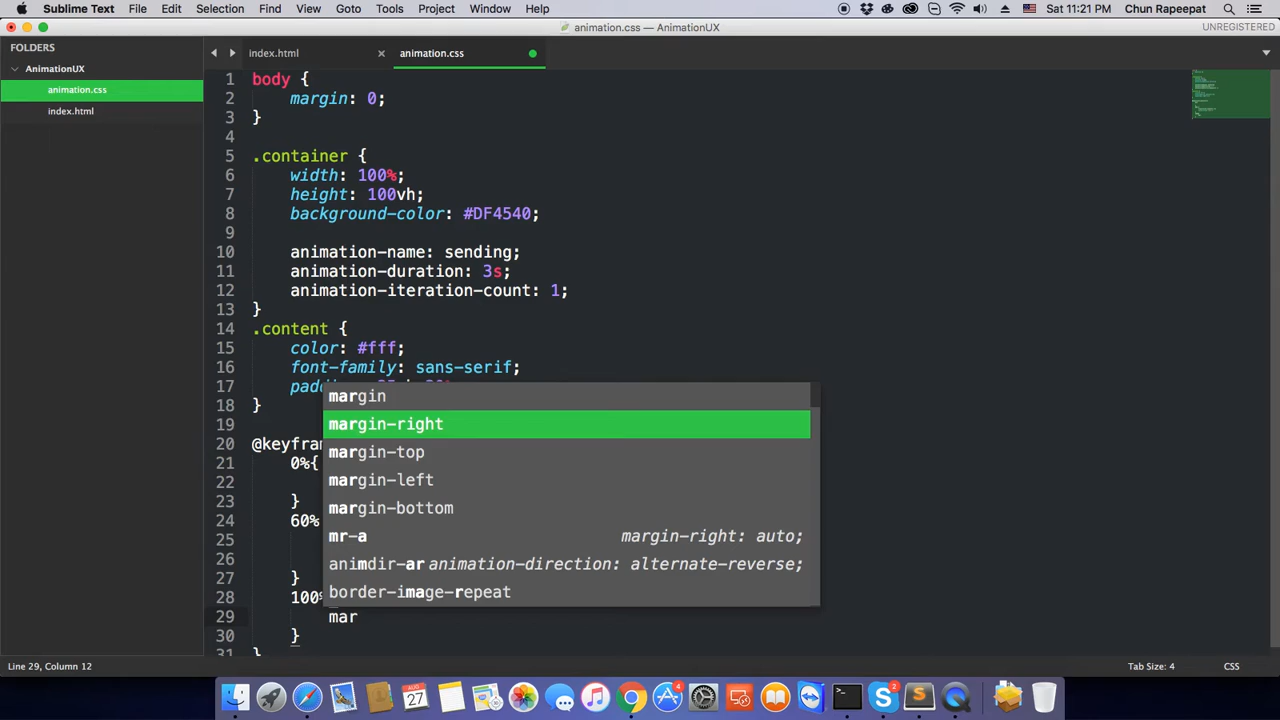 Sublime Text File Edit Selection Find View Goto Tools Project Window Help Sat 11:21 PM Chun Rapeepat
animation.css — AnimationUX UNREGISTERED
FOLDERS
AnimationUX
animation.css
index.html
index.html animation.css
1 body {
2 margin: 0;
3 }
4
5 .container {
6 width: 100%;
7 height: 100vh;
8 background-color: #DF4540;
9
10 animation-name: sending;
11 animation-duration: 3s;
12 animation-iteration-count: 1;
13 }
14 .content {
15 color: #fff;
16 font-family: sans-serif;
17
18 }
19
20 @keyfra
21 0%{
22
23 }
24 60%
25
26
27 }
28 100%
29 mar
30 }
}
margin
margin-right
margin-top
margin-left
margin-bottom
mr-a margin-right: auto;
animdir-ar animation-direction: alternate-reverse;
border-image-repeat
Line 29, Column 12 Tab Size: 4 CSS
27
4
2